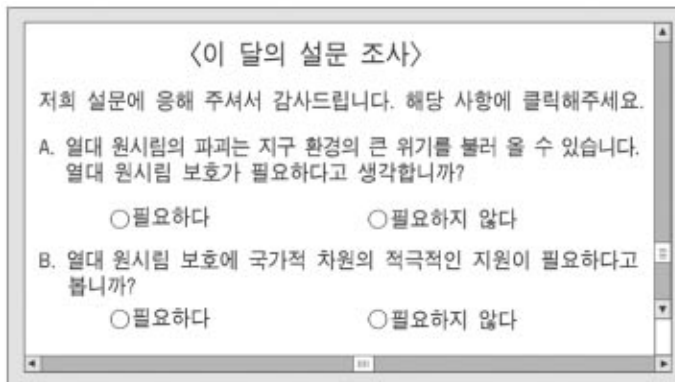 〈이 달의 설문 조사〉
저희 설문에 응해 주셔서 감사드립니다. 해당 사항에 클릭해주세요.
A. 열대 원시림의 파괴는 지구 환경의 큰 위기를 불러 올 수 있습니다.
열대 원시림 보호가 필요하다고 생각합니까?
○필요하다 ○필요하지 않다
B. 열대 원시림 보호에 국가적 차원의 적극적인 지원이 필요하다고
봅니까?
○필요하다 ○필요하지 않다